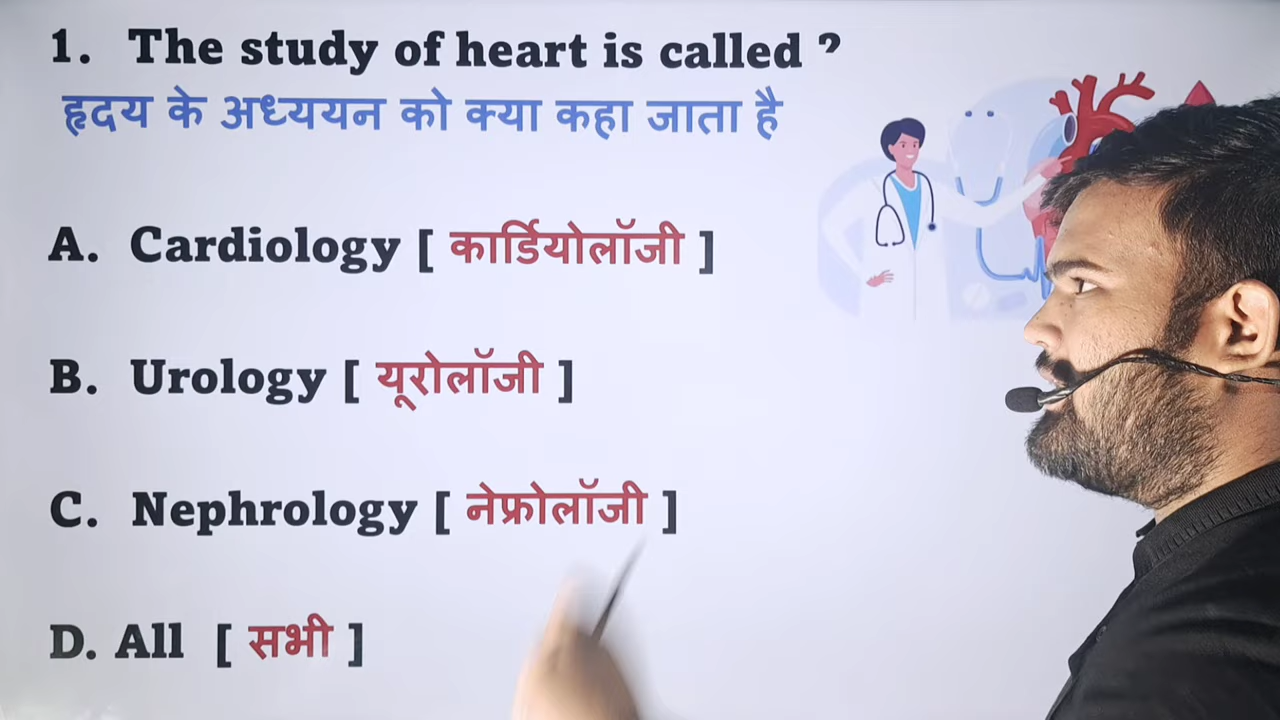 1. The study of heart is called ?
हृदय के अध्ययन को क्या कहा जाता है
A. Cardiology [ कार्डियोलॉजी ]
B. Urology [ यूरोलॉजी ]
C. Nephrology [ नेफ्रोलॉजी ]
D. All [ सभी ]